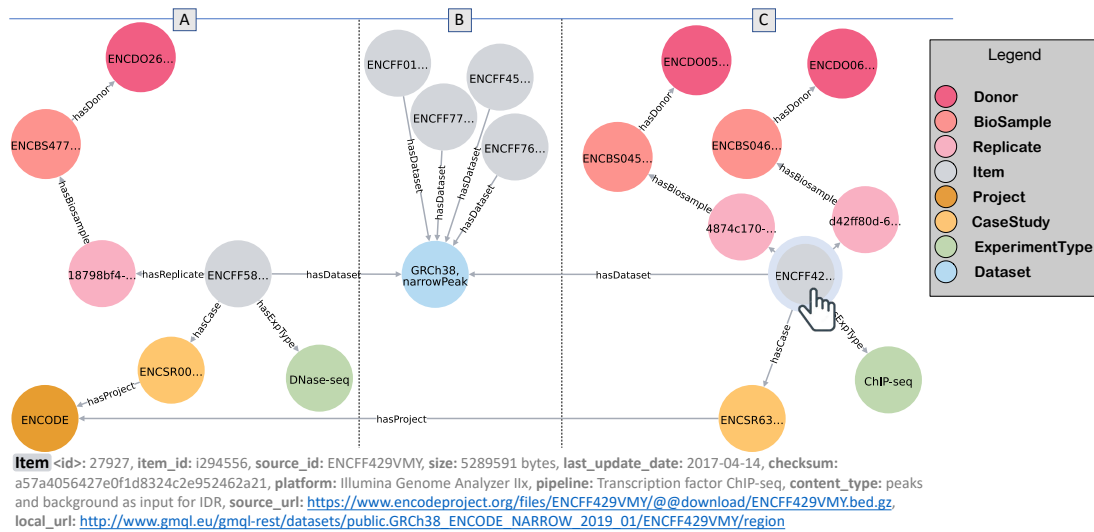 A
B
C
ENCDO26...
hasDonor
ENCBS477...
hasBiosample
18798bf4-...
hasReplicate
ENCFF58...
hasDataset
hasCase
hasExpType
ENCSR00...
DNase-seq
hasProject
ENCODE
ENCFF01...
ENCFF45...
ENCFF77...
ENCFF76...
hasDataset
hasDataset
hasDataset
hasDataset
GRCh38,
narrowPeak
ENCDO05...
ENCDO06...
hasDonor
hasDonor
ENCBS045...
ENCBS046...
hasBiosample
hasBiosample
4874c170-...
d42ff80d-6...
hasDataset
ENCFF42...
hasCase
asExpType
ChIP-seq
ENCSR63...
hasProject
Legend
Donor
BioSample
Replicate
Item
Project
CaseStudy
ExperimentType
Dataset
Item <id>: 27927, item_id: i294556, source_id: ENCFF429VMY, size: 5289591 bytes, last_update_date: 2017-04-14, checksum:
a57a4056427e0f1d8324c2e952462a21, platform: Illumina Genome Analyzer IIx, pipeline: Transcription factor ChIP-seq, content_type: peaks
and background as input for IDR, source_url: https://www.encodeproject.org/files/ENCFF429VMY/@@download/ENCFF429VMY.bed.gz,
local_url: http://www.gmql.eu/gmql-rest/datasets/public.GRCh38_ENCODE_NARROW_2019_01/ENCFF429VMY/region